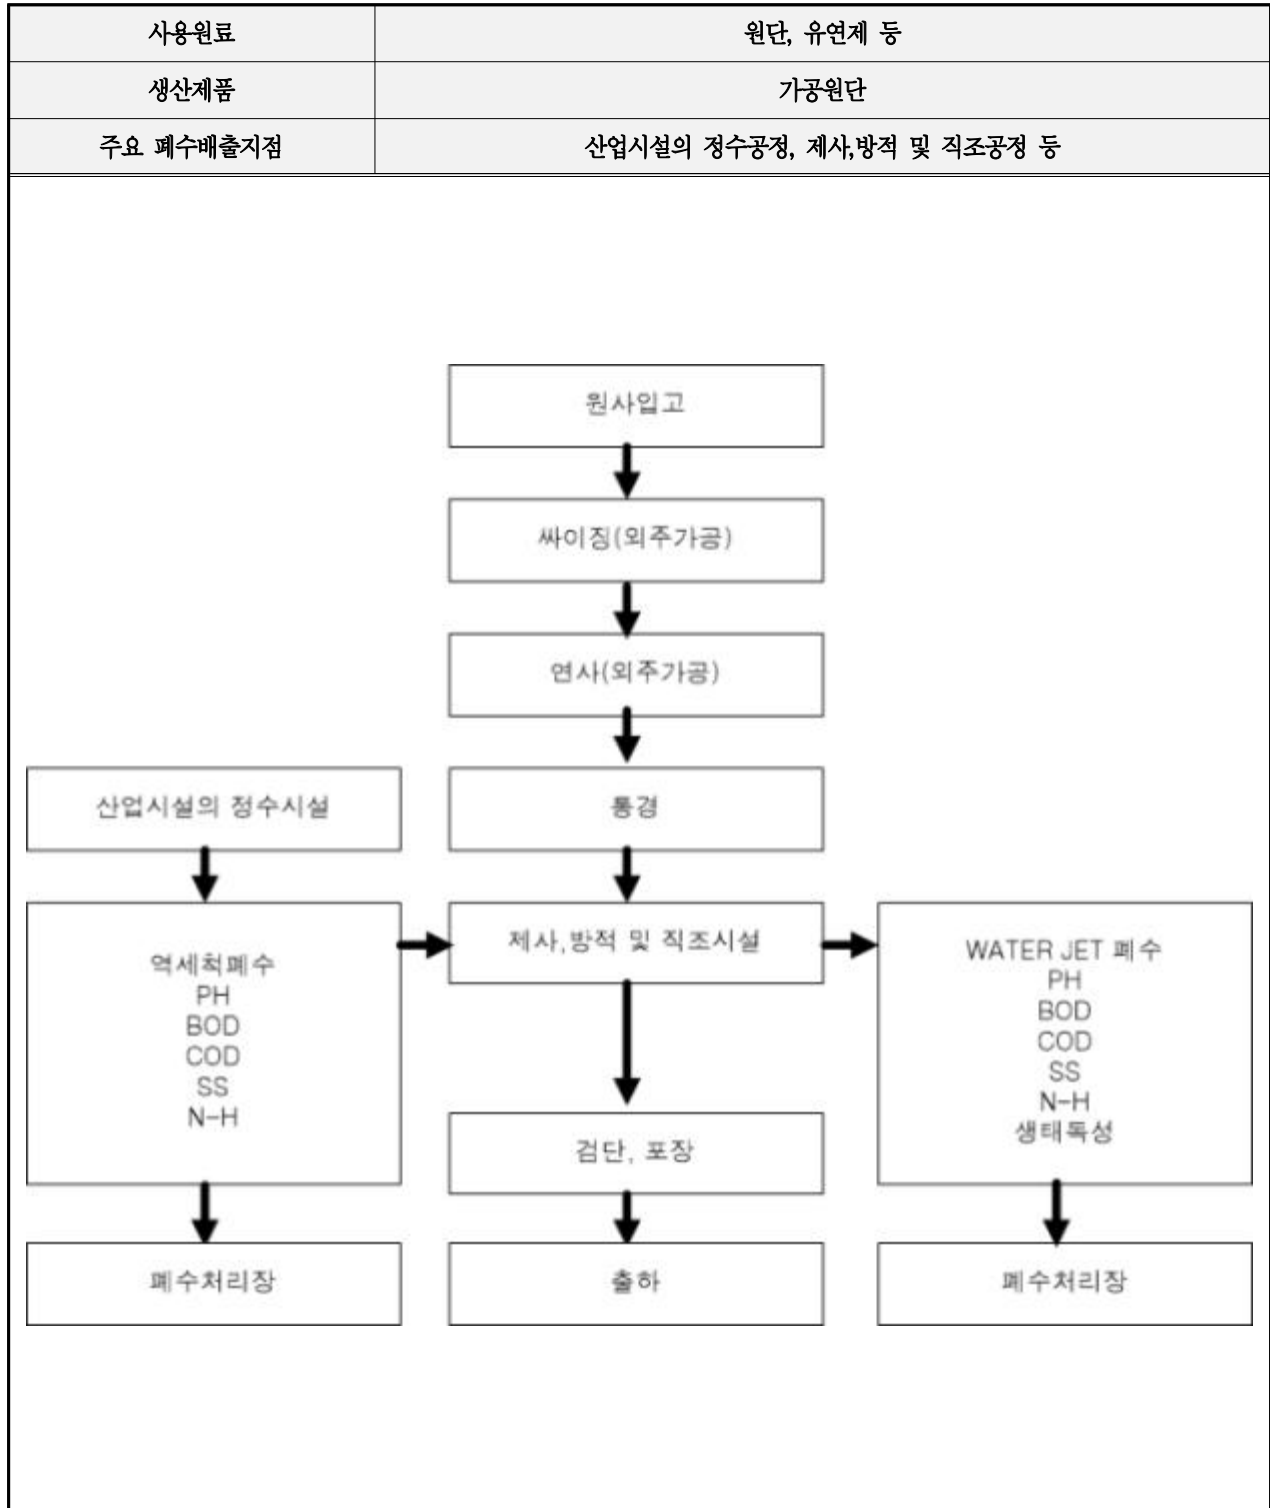 사용원료 원단, 유연제 등
생산제품 가공원단
주요 폐수배출지점 산업시설의 정수공정, 제사,방적 및 직조공정 등
원사입고
싸이징(외주가공)
연사(외주가공)
산업시설의 정수시설
통경
역세척폐수
PH
BOD
COD
SS
N-H
제사,방적 및 직조시설
WATER JET 폐수
PH
BOD
COD
SS
N-H
생태독성
검단, 포장
폐수처리장
출하
폐수처리장